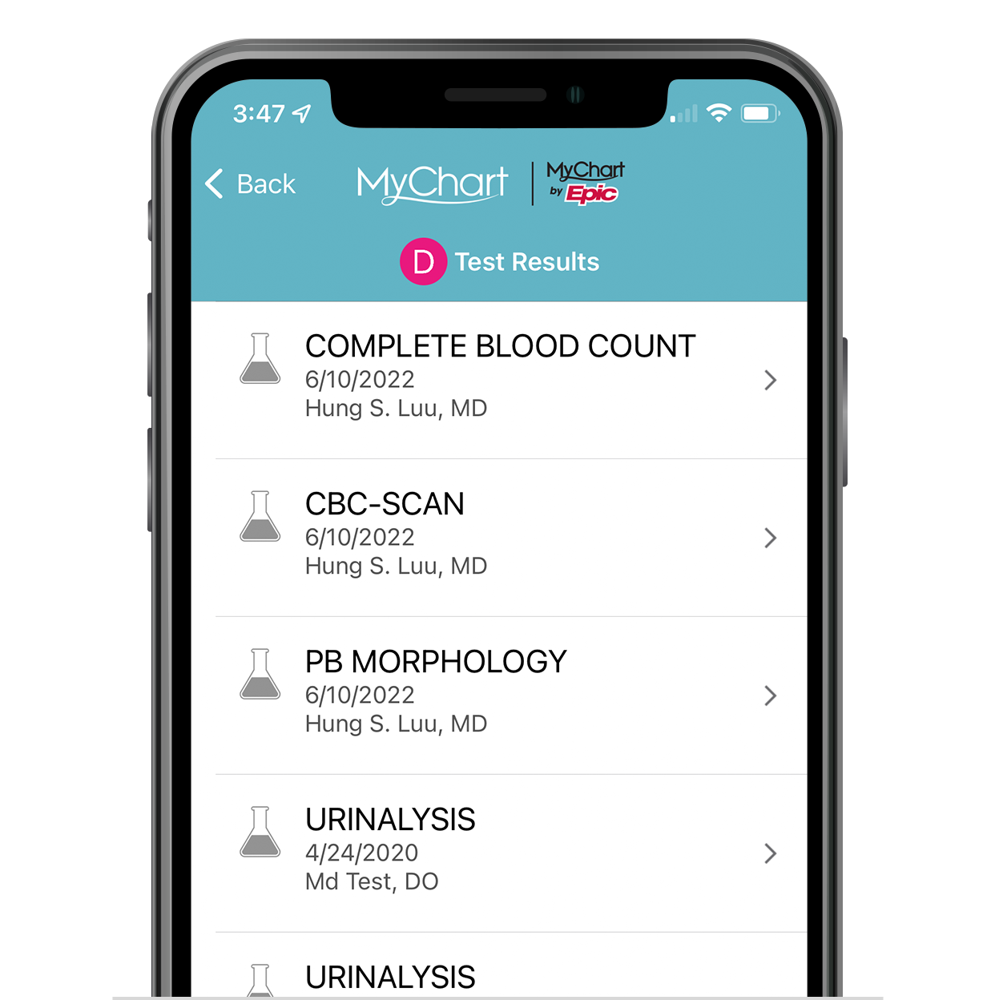 3:47
Back
MyChart
MyChart
by Epic
D Test Results
COMPLETE BLOOD COUNT
6/10/2022
Hung S. Luu, MD
CBC-SCAN
6/10/2022
Hung S. Luu, MD
PB MORPHOLOGY
6/10/2022
Hung S. Luu, MD
URINALYSIS
4/24/2020
Md Test, DO
URINALYSIS